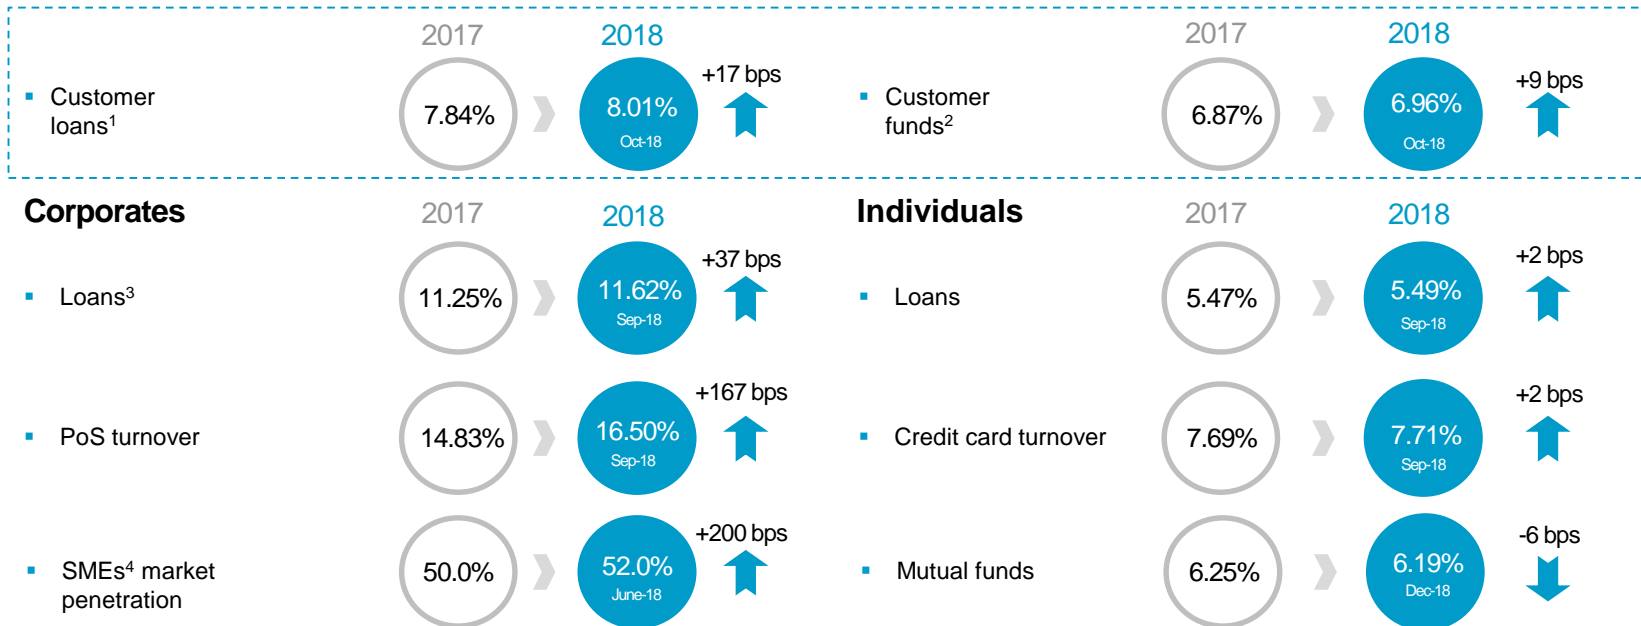 2017 2018 2017 2018
▪ Customer loans¹ 7.84% 8.01% Oct-18 +17 bps
▪ Customer funds² 6.87% 6.96% Oct-18 +9 bps
Corporates 2017 2018
▪ Loans³ 11.25% 11.62% Sep-18 +37 bps
▪ PoS turnover 14.83% 16.50% Sep-18 +167 bps
▪ SMEs⁴ market penetration 50.0% 52.0% June-18 +200 bps
Individuals 2017 2018
▪ Loans 5.47% 5.49% Sep-18 +2 bps
▪ Credit card turnover 7.69% 7.71% Sep-18 +2 bps
▪ Mutual funds 6.25% 6.19% Dec-18 -6 bps